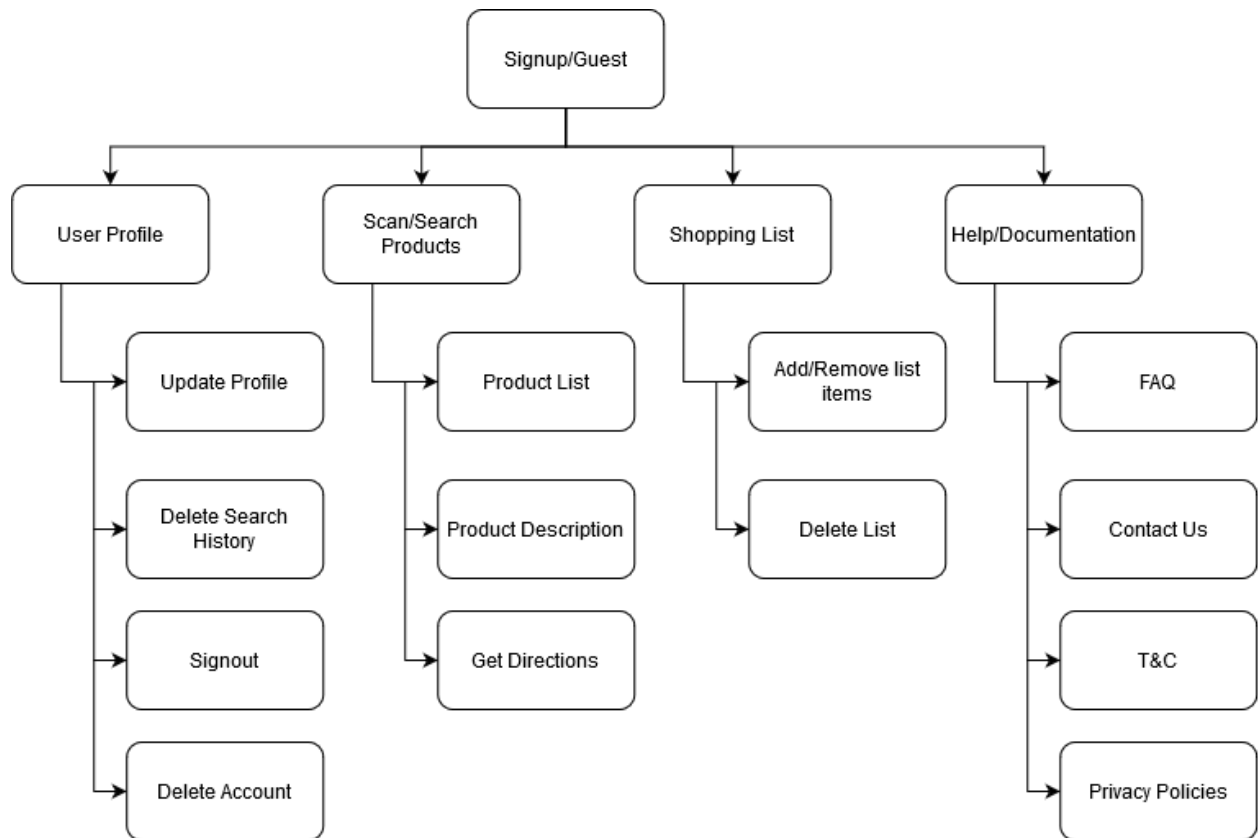 Signup/Guest
User Profile
Scan/Search
Products
Shopping List
Help/Documentation
Update Profile
Product List
Add/Remove list
items
FAQ
Delete Search
History
Product Description
Delete List
Contact Us
Signout
Get Directions
T&C
Delete Account
Privacy Policies